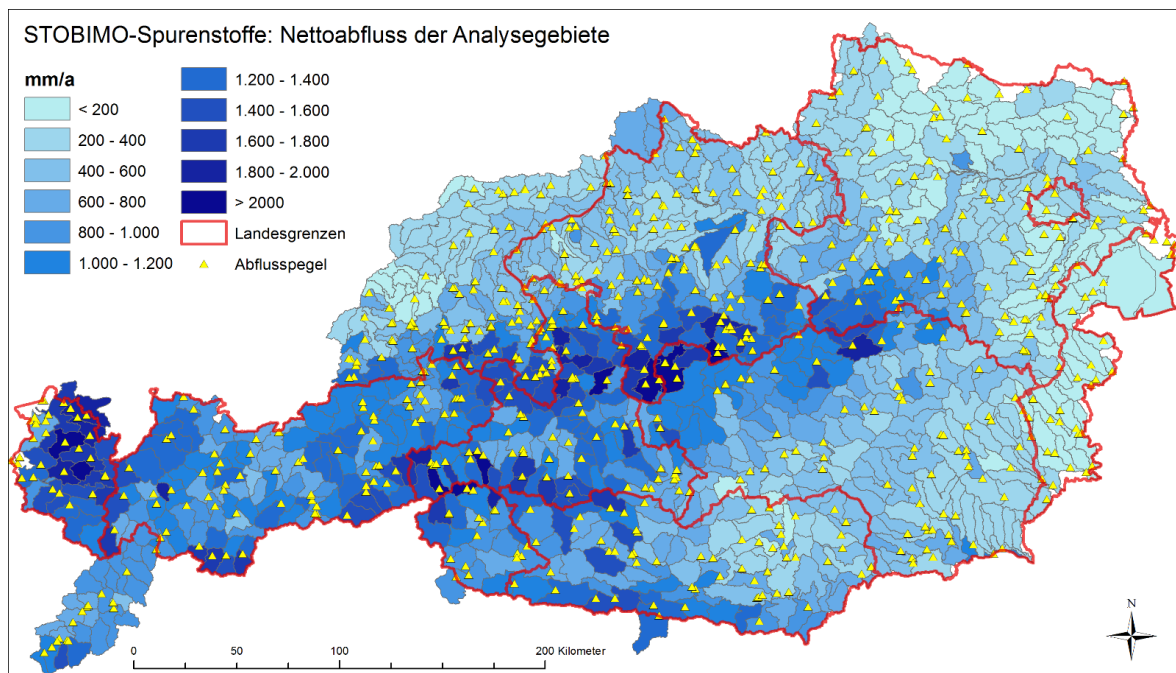 STOBIMO-Spurenstoffe: Nettoabfluss der Analysegebiete
mm/a
< 200
200 - 400
400 - 600
600 - 800
800 - 1.000
1.000 - 1.200
1.200 - 1.400
1.400 - 1.600
1.600 - 1.800
1.800 - 2.000
> 2000
Landesgrenzen
Abflusspegel
N
0 50 100 200 Kilometer